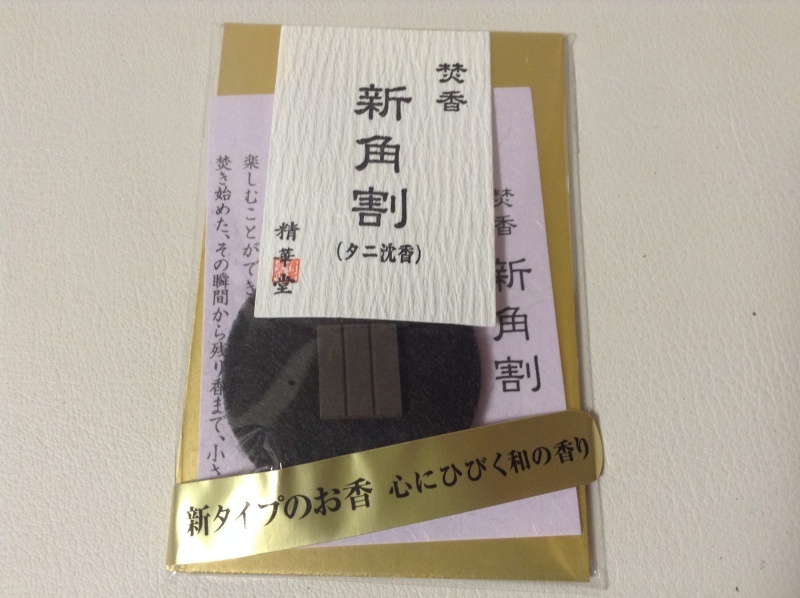 焚香
新角割
(タニ沈香)
精華堂
焚香
新角割
楽しむことができ
焚き始めた、その瞬間から残り香まで、小さ
新タイプのお香 心にひびく和の香り